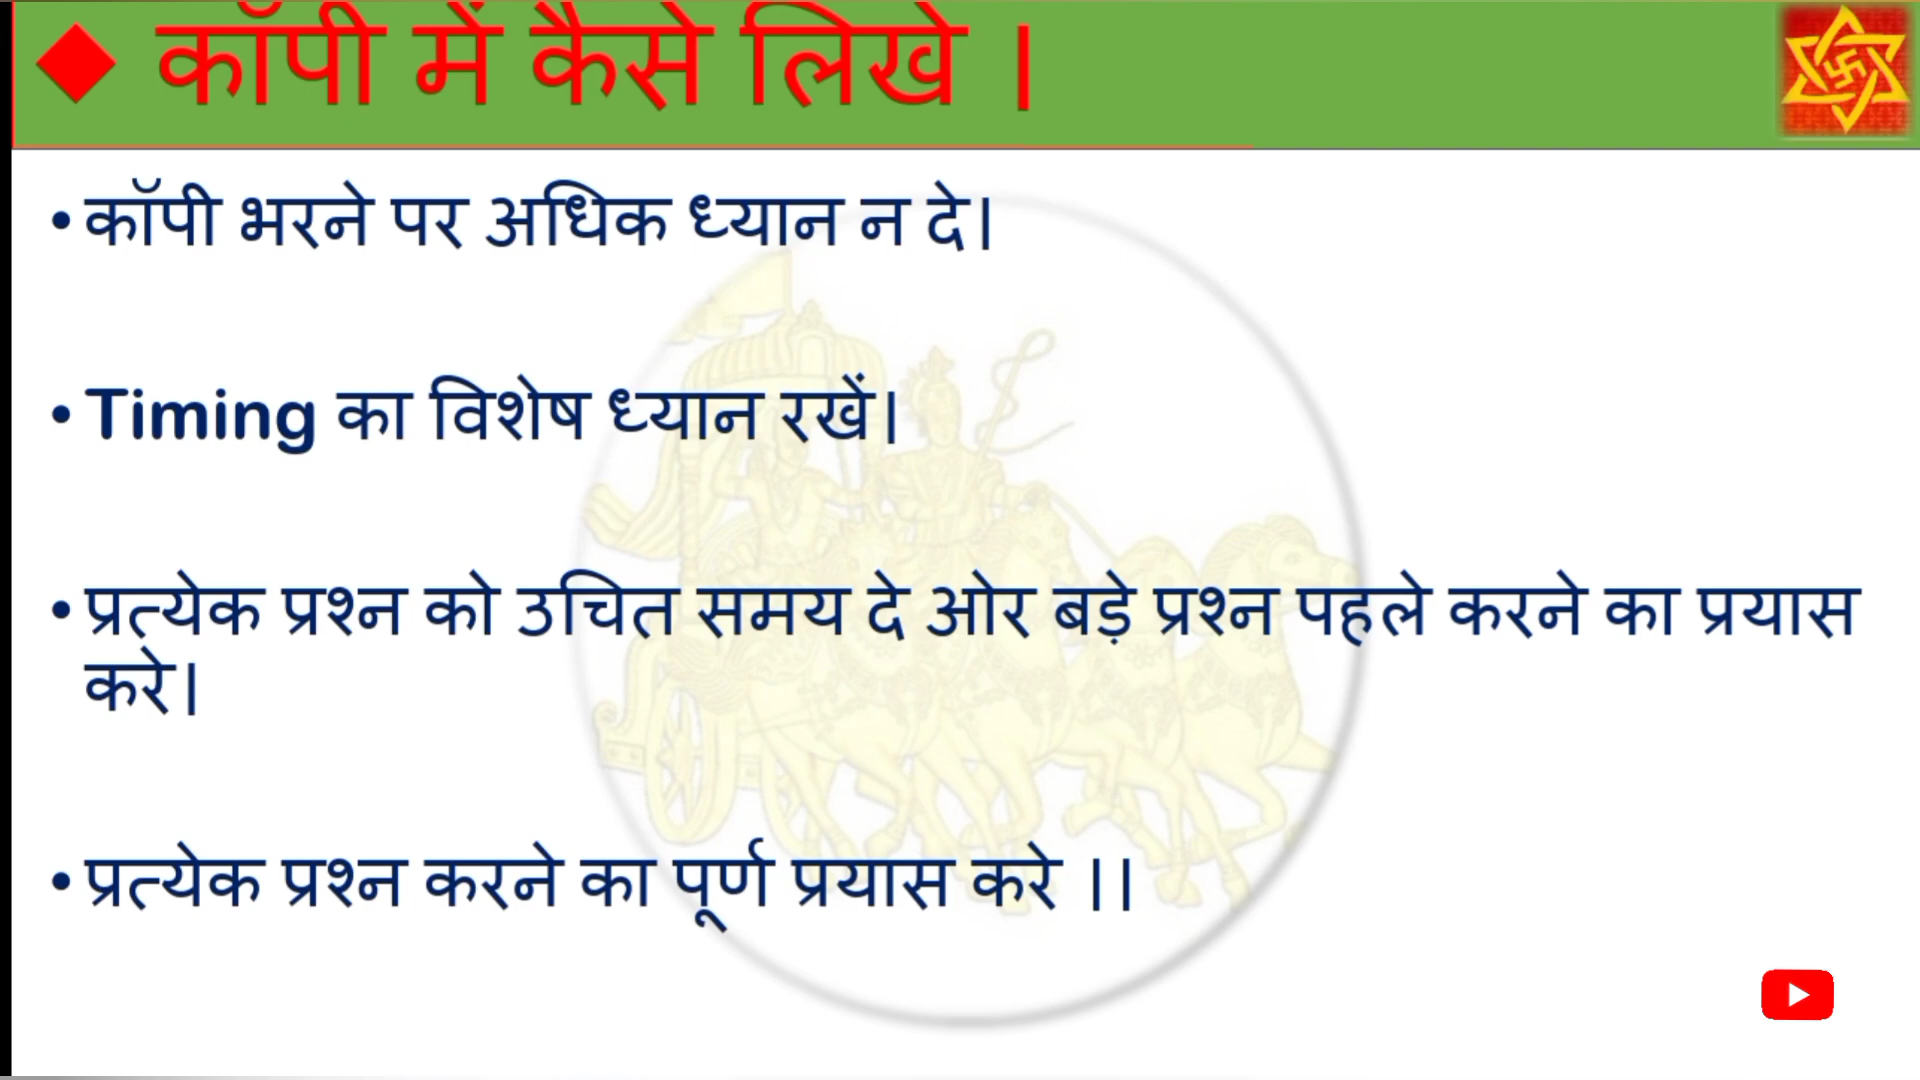 ◆ कॉपी में कैसे लिखे ।
• कॉपी भरने पर अधिक ध्यान न दे।
• Timing का विशेष ध्यान रखें।
• प्रत्येक प्रश्न को उचित समय दे ओर बड़े प्रश्न पहले करने का प्रयास
करे।
• प्रत्येक प्रश्न करने का पूर्ण प्रयास करे ।।